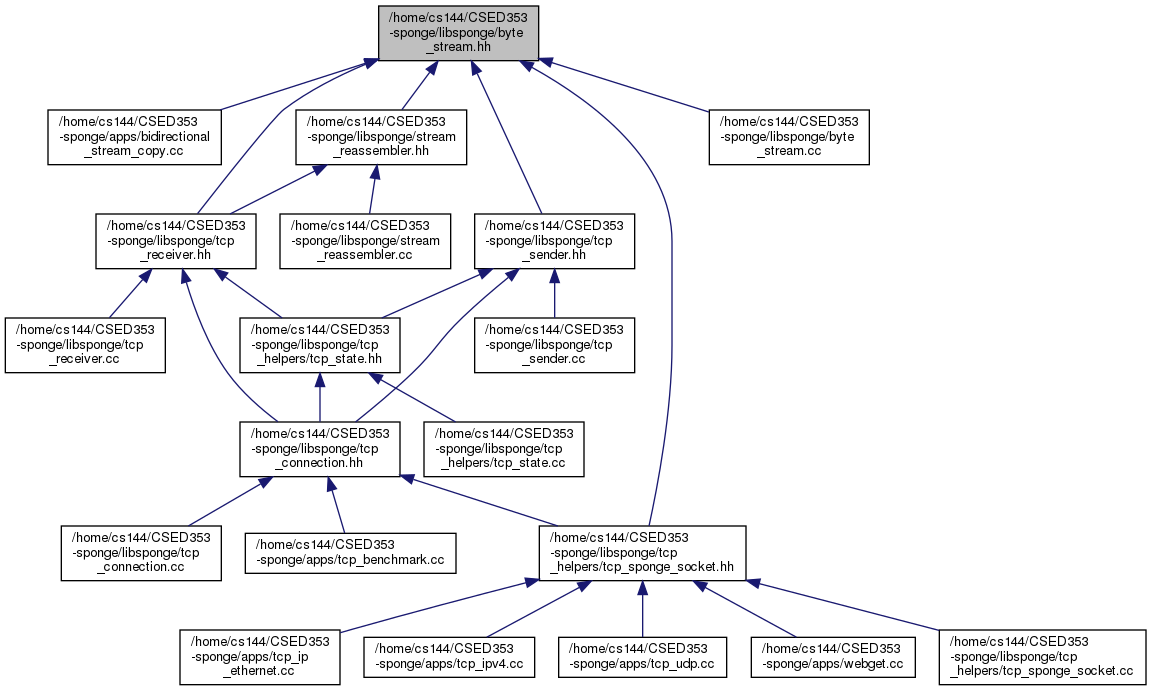 /home/cs144/CSED353
-sponge/libsponge/byte
_stream.hh
/home/cs144/CSED353
-sponge/apps/bidirectional
_stream_copy.cc
/home/cs144/CSED353
-sponge/libsponge/stream
_reassembler.hh
/home/cs144/CSED353
-sponge/libsponge/byte
_stream.cc
/home/cs144/CSED353
-sponge/libsponge/tcp
_receiver.hh
/home/cs144/CSED353
-sponge/libsponge/stream
_reassembler.cc
/home/cs144/CSED353
-sponge/libsponge/tcp
_sender.hh
/home/cs144/CSED353
-sponge/libsponge/tcp
_receiver.cc
/home/cs144/CSED353
-sponge/libsponge/tcp
_helpers/tcp_state.hh
/home/cs144/CSED353
-sponge/libsponge/tcp
_sender.cc
/home/cs144/CSED353
-sponge/libsponge/tcp
_connection.hh
/home/cs144/CSED353
-sponge/libsponge/tcp
_helpers/tcp_state.cc
/home/cs144/CSED353
-sponge/libsponge/tcp
_connection.cc
/home/cs144/CSED353
-sponge/apps/tcp_benchmark.cc
/home/cs144/CSED353
-sponge/libsponge/tcp
_helpers/tcp_sponge_socket.hh
/home/cs144/CSED353
-sponge/apps/tcp_ip
_ethernet.cc
/home/cs144/CSED353
-sponge/apps/tcp_ipv4.cc
/home/cs144/CSED353
-sponge/apps/tcp_udp.cc
/home/cs144/CSED353
-sponge/apps/webget.cc
/home/cs144/CSED353
-sponge/libsponge/tcp
_helpers/tcp_sponge_socket.cc